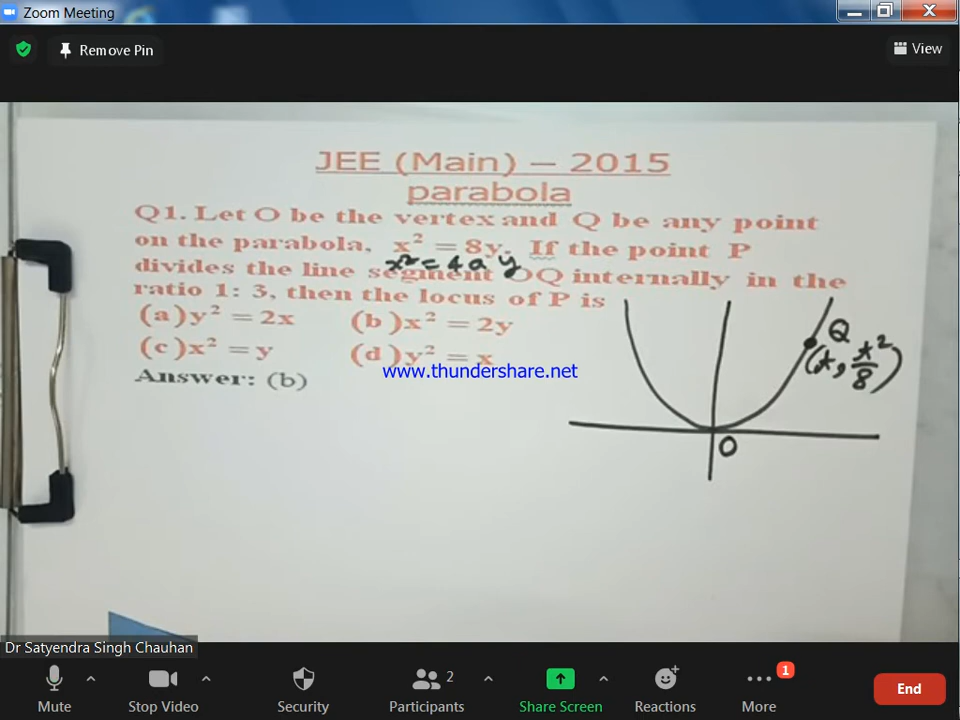 Zoom Meeting
Remove Pin
View
JEE (Main) – 2015
parabola
Q1. Let O be the vertex and Q be any point
on the parabola, x² = 8y. If the point P
x² = 4ay
divides the line segment OQ internally in the
ratio 1: 3, then the locus of P is
(a)y² = 2x (b)x² = 2y
(c)x² = y (d)y² = x
Answer: (b)
www.thundershare.net
Q
(x, x²/8)
O
Dr Satyendra Singh Chauhan
Mute
Stop Video
Security
2
Participants
Share Screen
Reactions
1
More
End